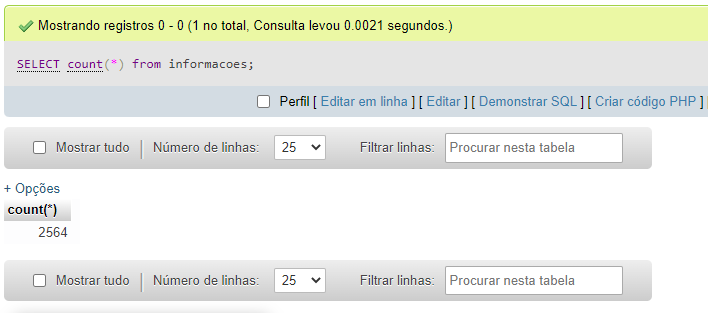 Mostrando registros 0 - 0 (1 no total, Consulta levou 0.0021 segundos.)
SELECT count(*) from informacoes;
Perfil [ Editar em linha ] [ Editar ] [ Demonstrar SQL ] [ Criar código PHP ]
Mostrar tudo Número de linhas: 25 Filtrar linhas: Procurar nesta tabela
+ Opções
count(*)
2564
Mostrar tudo Número de linhas: 25 Filtrar linhas: Procurar nesta tabela